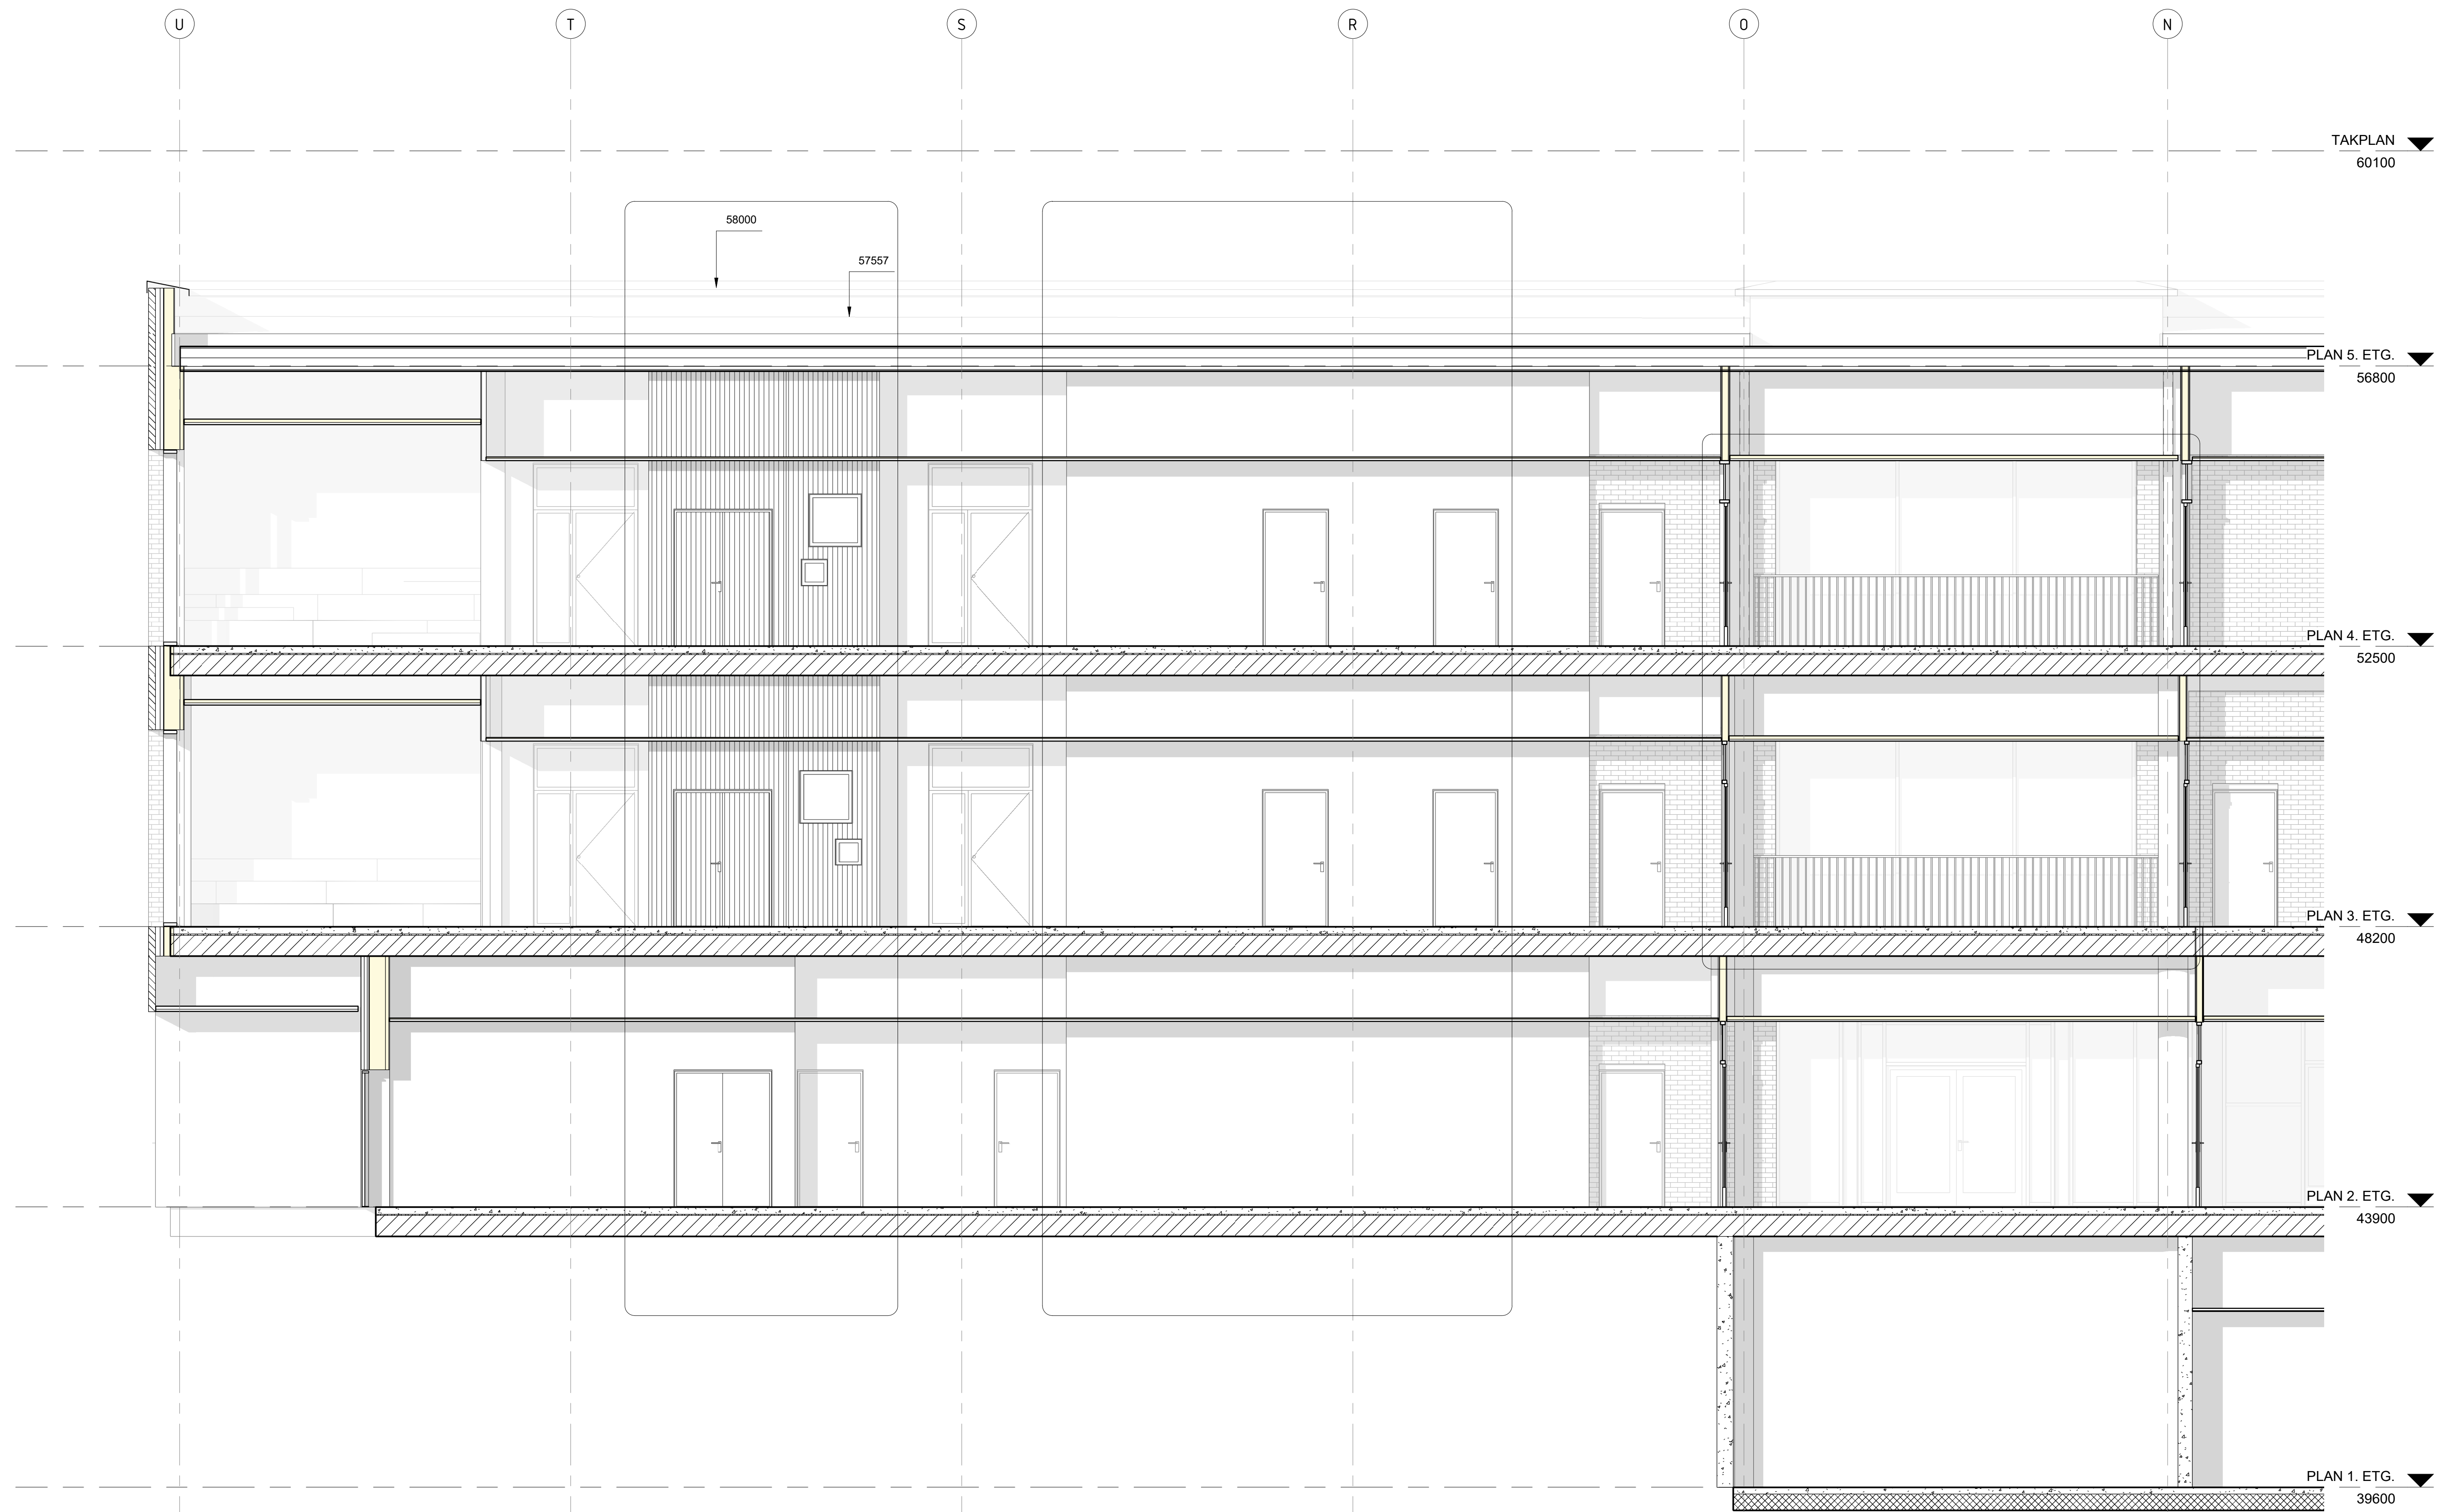 U T S R O N
TAKPLAN
60100
58000
57557
PLAN 5. ETG.
56800
PLAN 4. ETG.
52500
PLAN 3. ETG.
48200
PLAN 2. ETG.
43900
PLAN 1. ETG.
39600